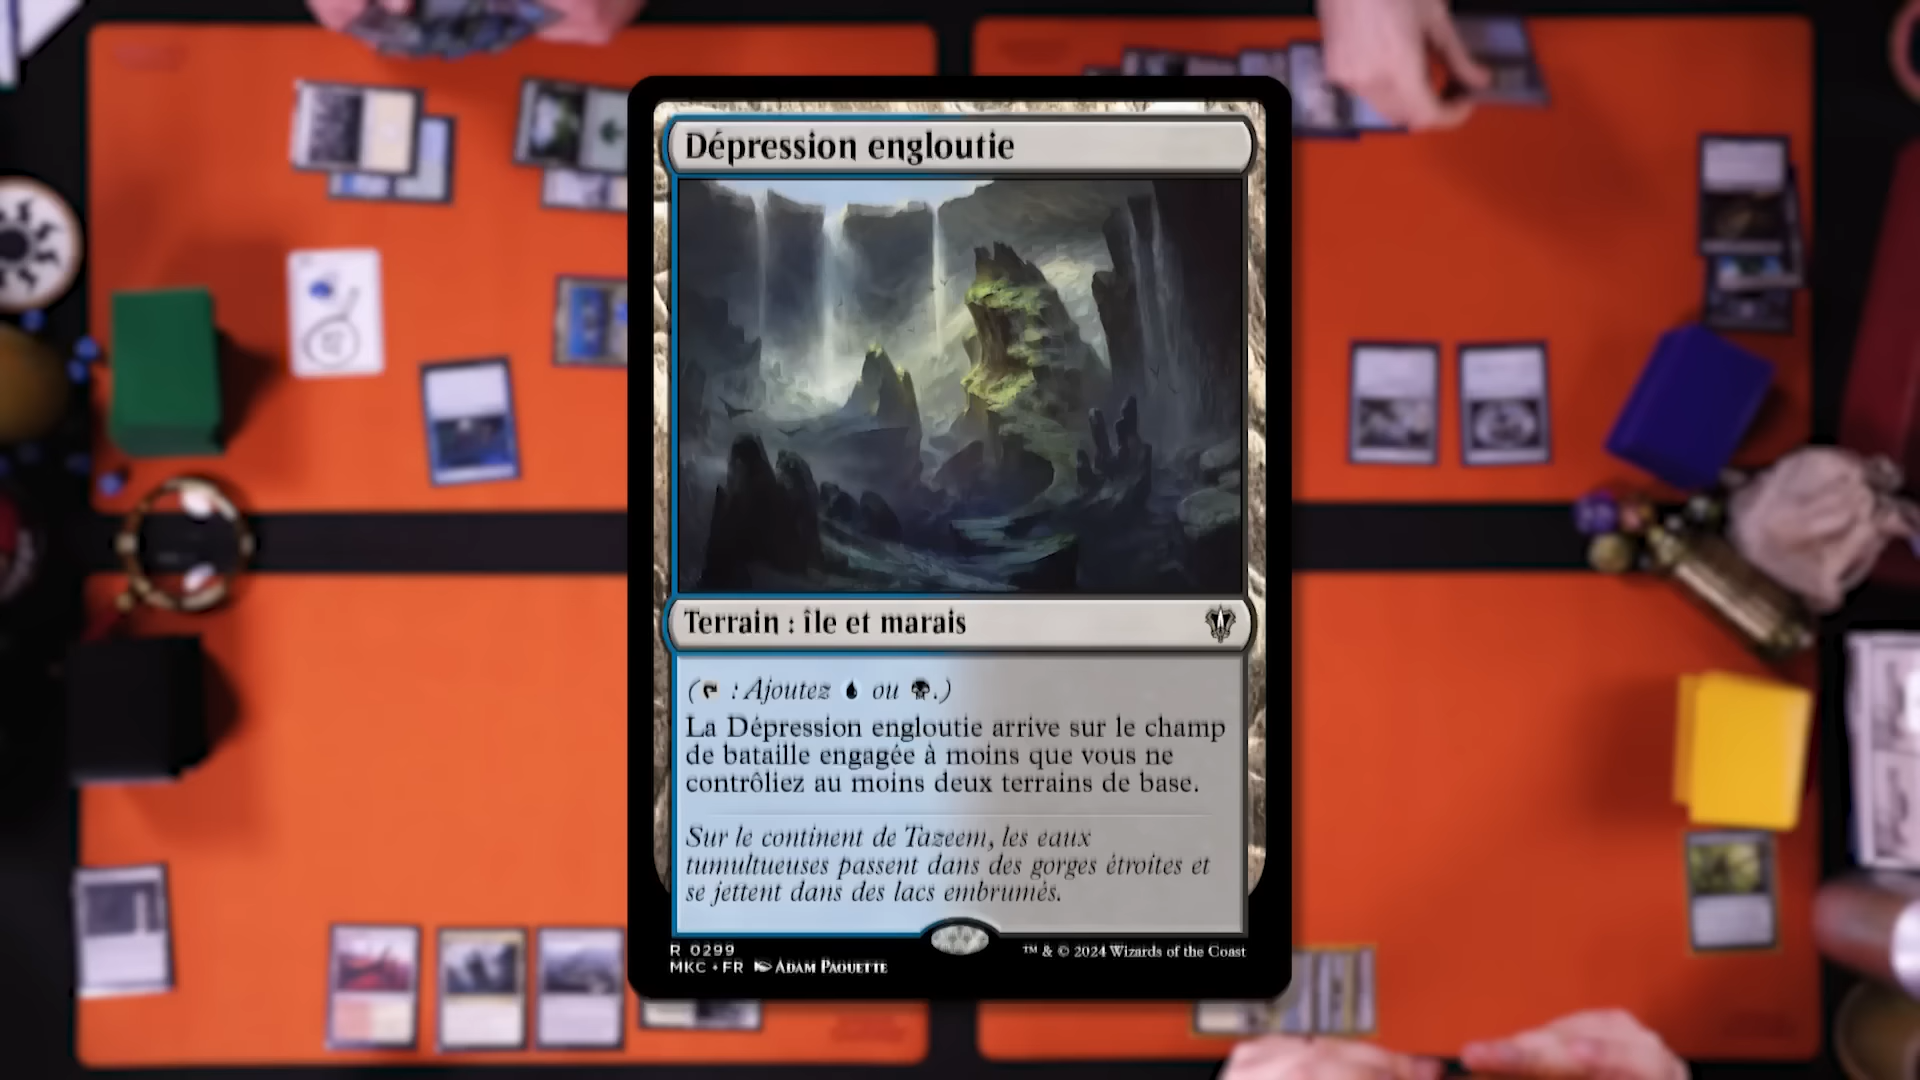 Dépression engloutie
Terrain : île et marais
( : Ajoutez ou .)
La Dépression engloutie arrive sur le champ
de bataille engagée à moins que vous ne
contrôliez au moins deux terrains de base.
Sur le continent de Tazeem, les eaux
tumultueuses passent dans des gorges étroites et
se jettent dans des lacs embrumés.
R 0299
MKC • FR ADAM PAQUETTE
™ & © 2024 Wizards of the Coast